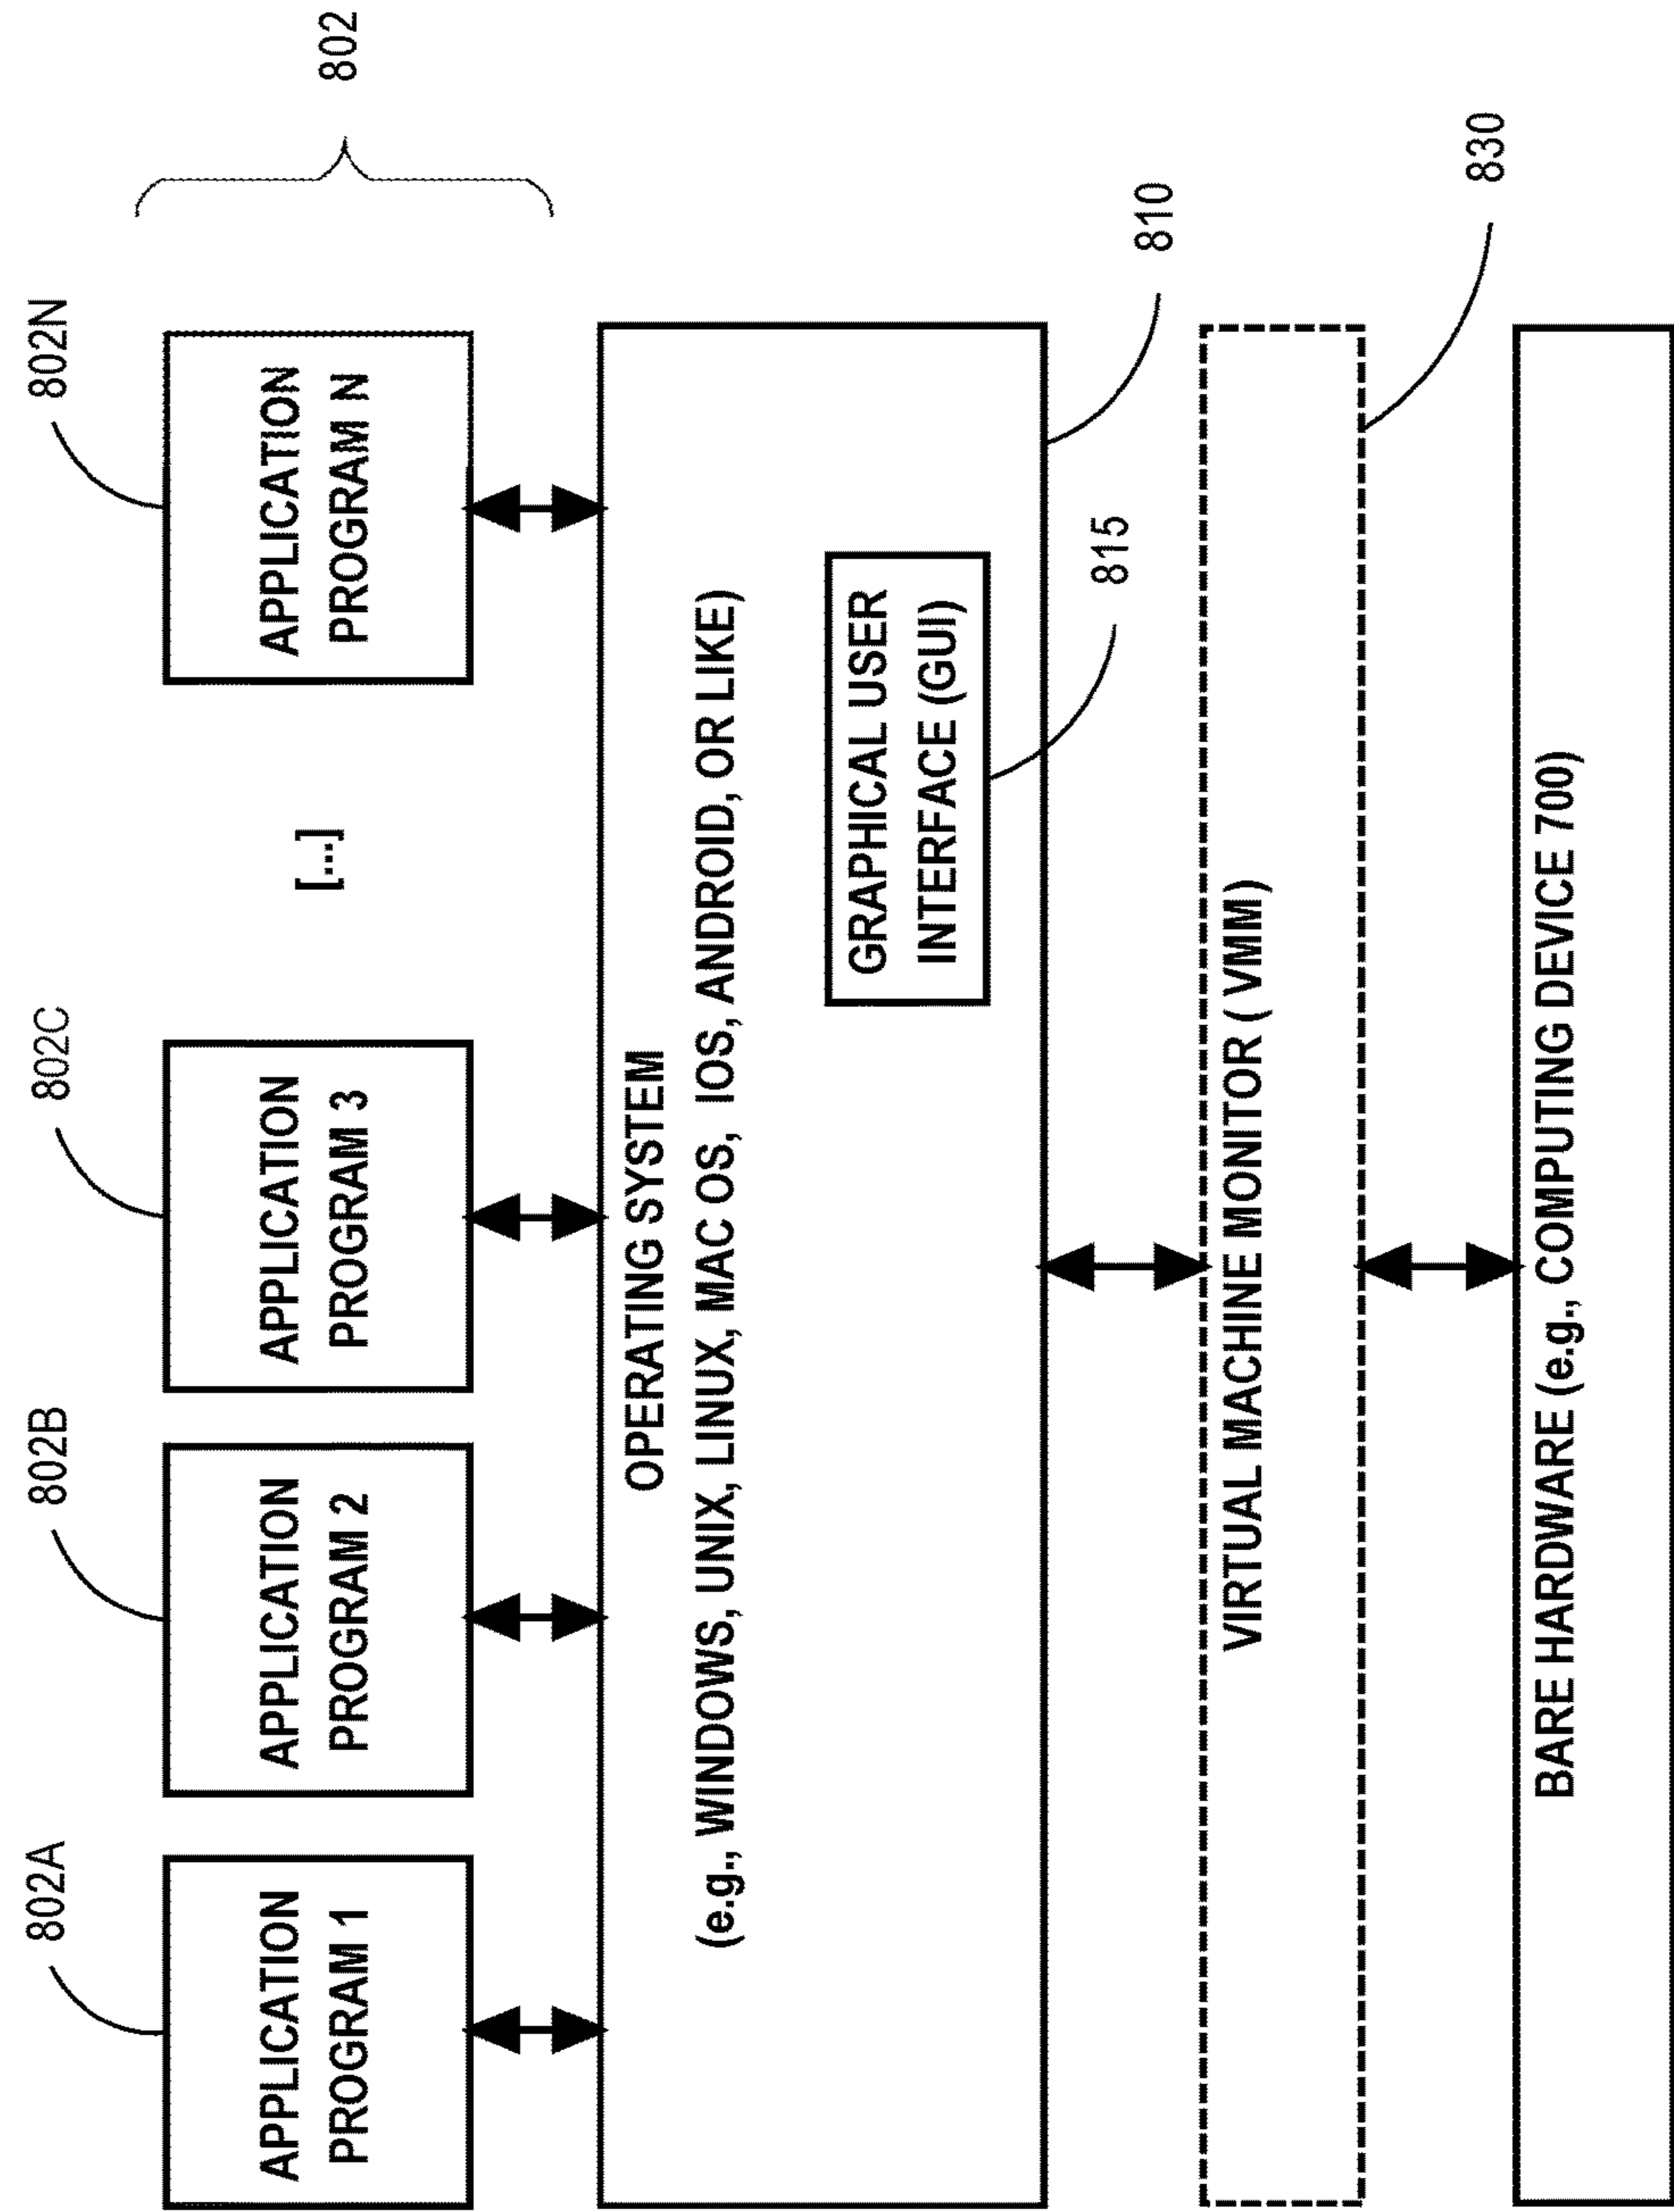 802A
802B
802C
802N
802
APPLICATION
PROGRAM 1
APPLICATION
PROGRAM 2
APPLICATION
PROGRAM 3
[...]
APPLICATION
PROGRAM N
OPERATING SYSTEM
(e.g., WINDOWS, UNIX, LINUX, MAC OS, IOS, ANDROID, OR LIKE)
GRAPHICAL USER
INTERFACE (GUI)
815
810
VIRTUAL MACHINE MONITOR ( VMM)
830
BARE HARDWARE (e.g., COMPUTING DEVICE 700)